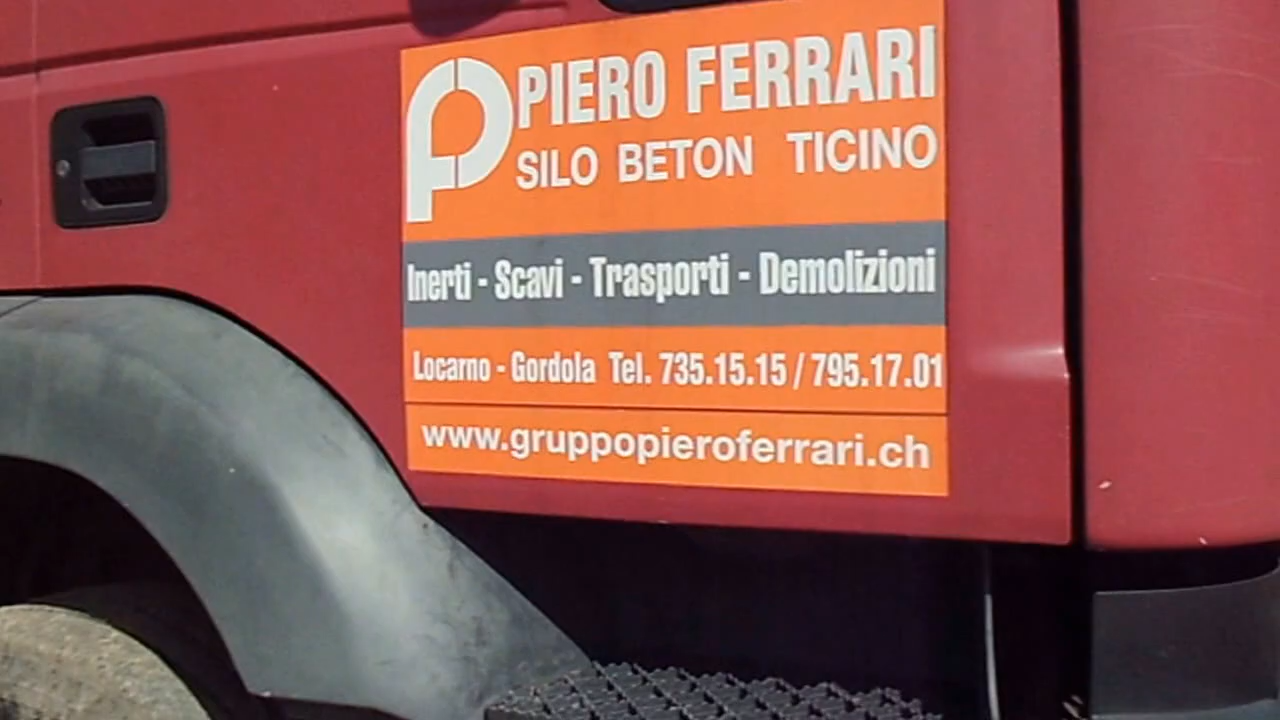 PIERO FERRARI
SILO BETON TICINO
Inerti - Scavi - Trasporti - Demolizioni
Locarno - Gordola Tel. 735.15.15 / 795.17.01
www.gruppopieroferrari.ch